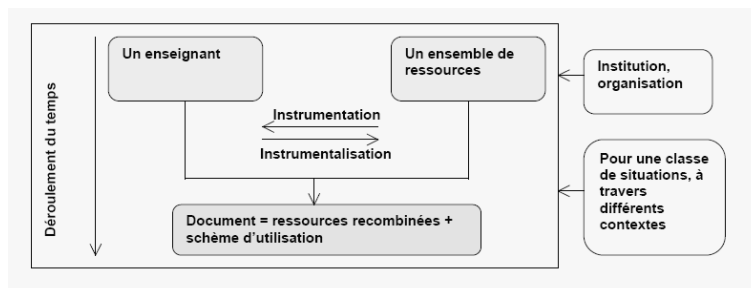 Déroulement du temps
Un enseignant
Un ensemble de
ressources
Institution,
organisation
Instrumentation
Instrumentalisation
Pour une classe
de situations, à
travers
différents
contextes
Document = ressources recombinées +
schème d'utilisation